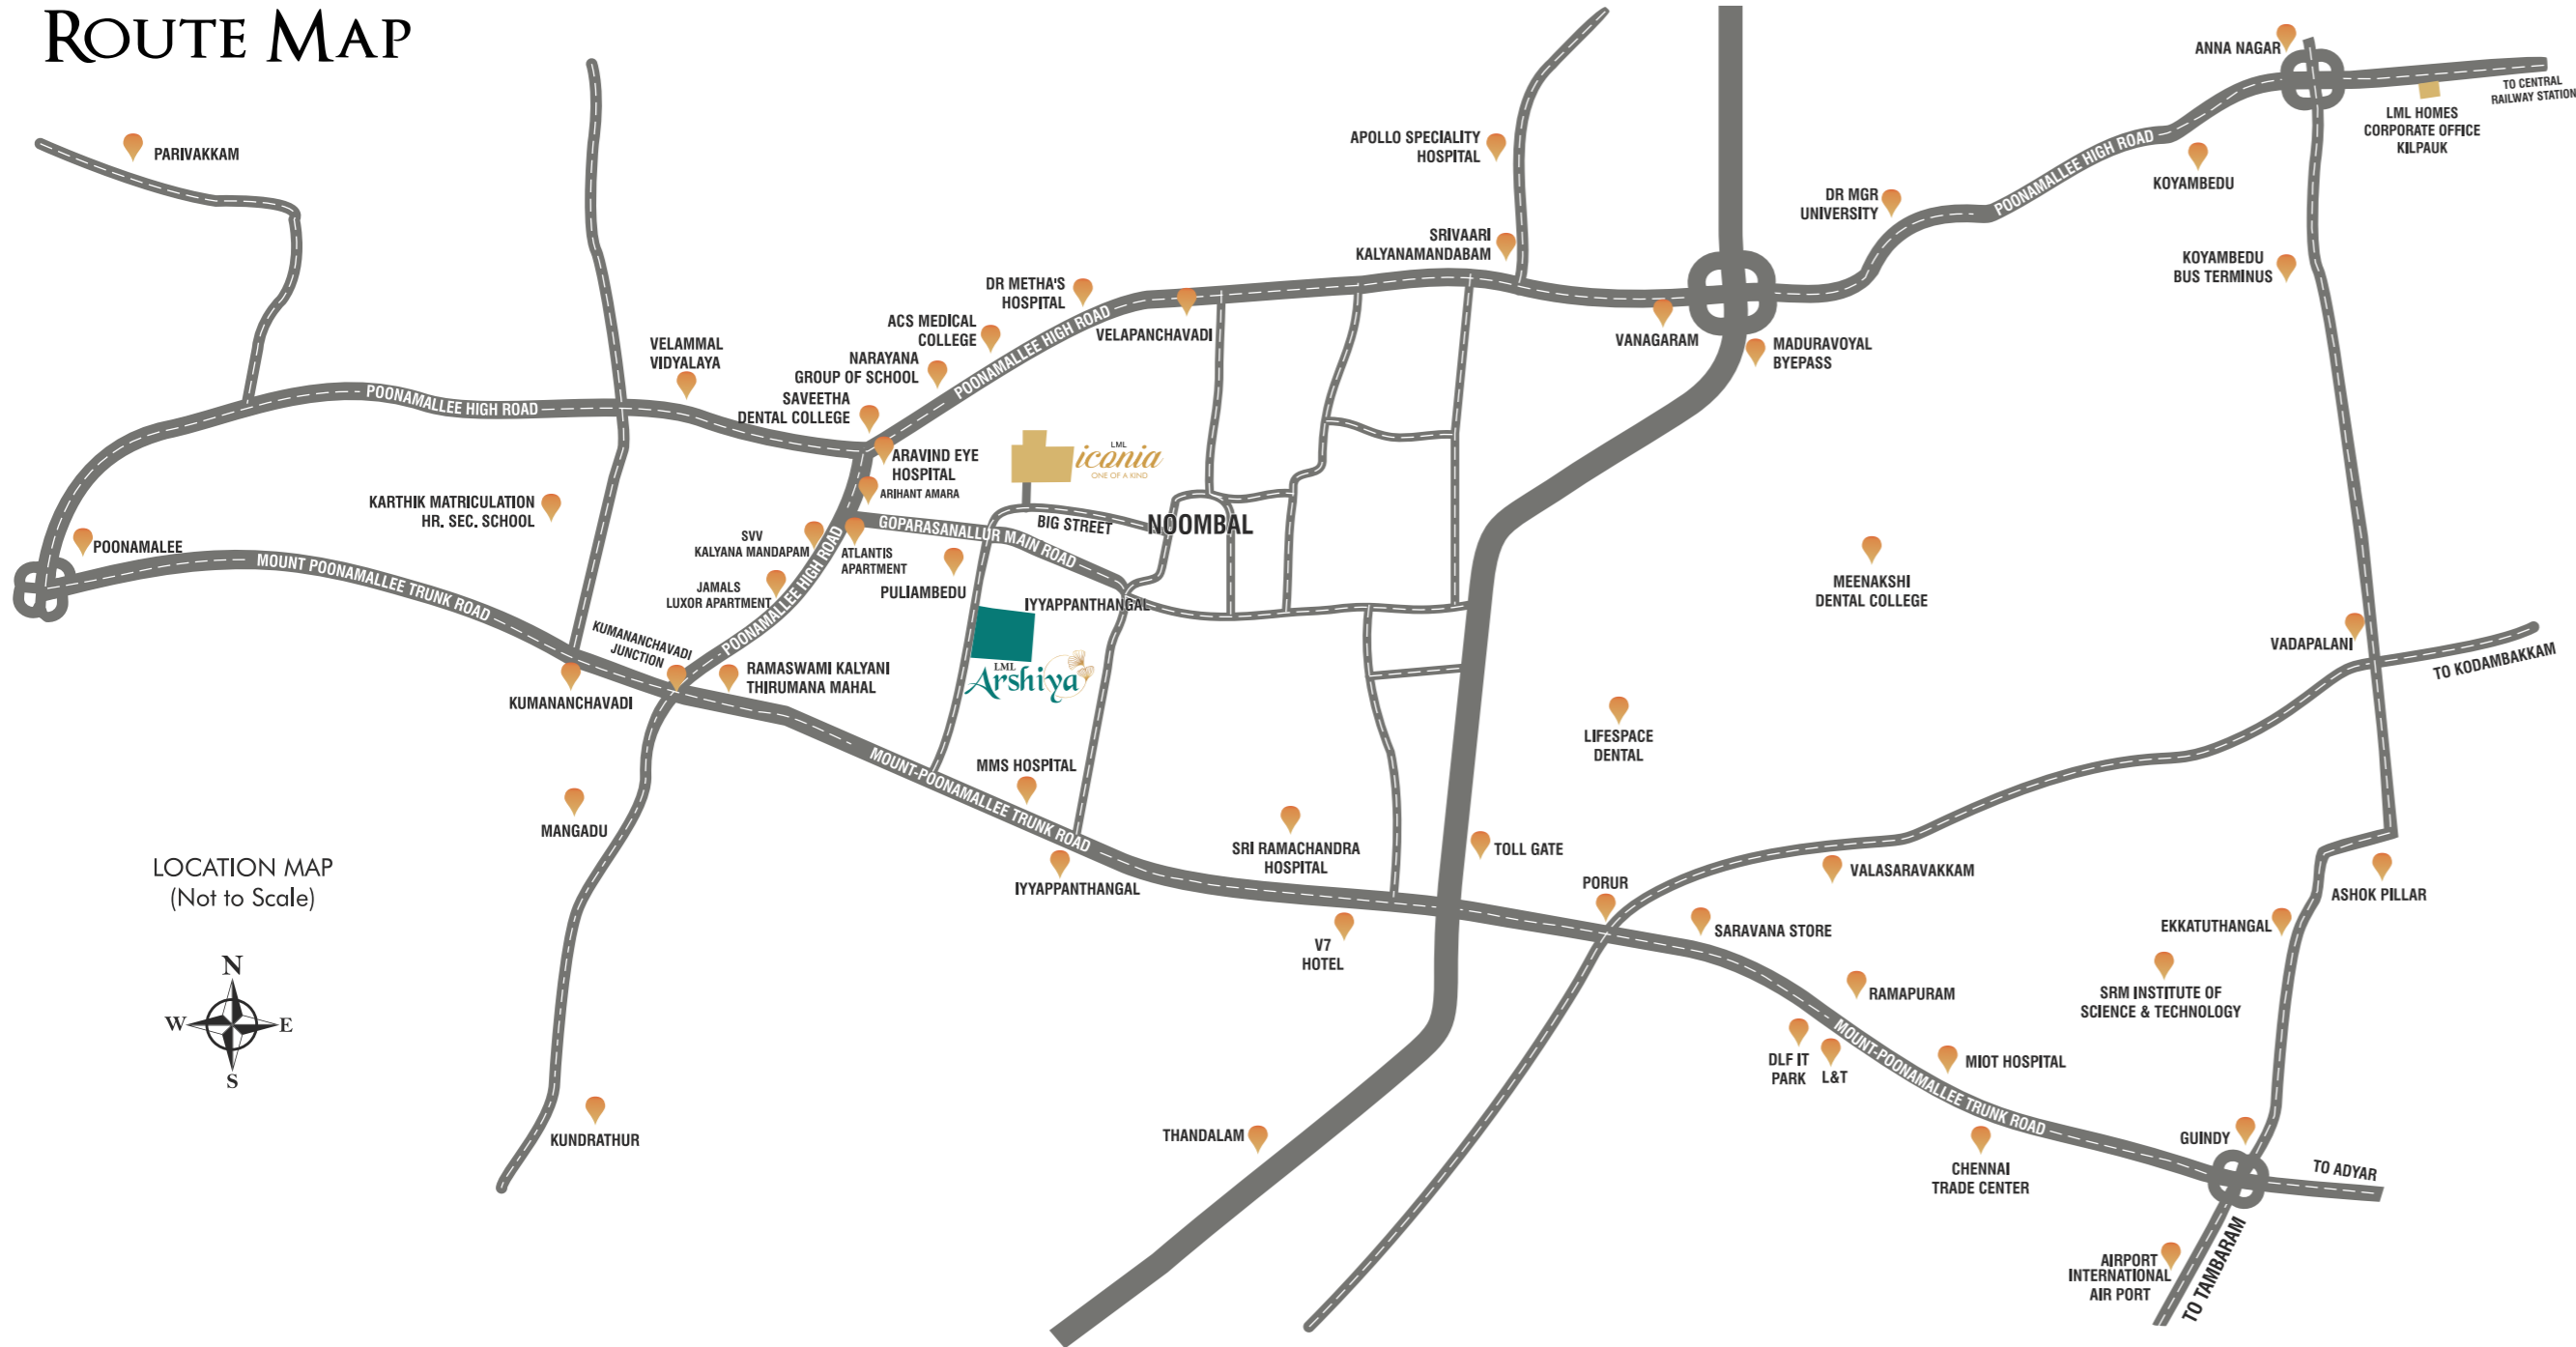 ROUTE MAP
ANNA NAGAR
TO CENTRAL
RAILWAY STATION
LML HOMES
CORPORATE OFFICE
KILPAUK
PARIVAKKAM
APOLLO SPECIALITY
HOSPITAL
POONAMALLEE HIGH ROAD
KOYAMBEDU
DR MGR
UNIVERSITY
SRIVAARI
KALYANAMANDABAM
KOYAMBEDU
BUS TERMINUS
DR METHA'S
HOSPITAL
ACS MEDICAL
COLLEGE
VELAPANCHAVADI
POONAMALLEE HIGH ROAD
VANAGARAM
MADURAVOYAL
BYEPASS
VELAMMAL
VIDYALAYA
NARAYANA
GROUP OF SCHOOL
POONAMALLEE HIGH ROAD
SAVEETHA
DENTAL COLLEGE
ARAVIND EYE
HOSPITAL
ARIHANT AMARA
LML
iconia
ONE OF A KIND
KARTHIK MATRICULATION
HR. SEC. SCHOOL
POONAMALEE
MOUNT POONAMALLEE TRUNK ROAD
SVV
KALYANA MANDAPAM
POONAMALLEE HIGH ROAD
ATLANTIS
APARTMENT
GOPARASANALLUR MAIN ROAD
BIG STREET
NOOMBAL
JAMALS
LUXOR APARTMENT
PULIAMBEDU
IYYAPPANTHANGAL
MEENAKSHI
DENTAL COLLEGE
KUMANANCHAVADI
JUNCTION
LML
Arshiya
RAMASWAMI KALYANI
THIRUMANA MAHAL
KUMANANCHAVADI
VADAPALANI
TO KODAMBAKKAM
LIFESPACE
DENTAL
MOUNT-POONAMALLEE TRUNK ROAD
MMS HOSPITAL
MANGADU
SRI RAMACHANDRA
HOSPITAL
TOLL GATE
IYYAPPANTHANGAL
PORUR
VALASARAVAKKAM
ASHOK PILLAR
LOCATION MAP
(Not to Scale)
V7
HOTEL
SARAVANA STORE
EKKATUTHANGAL
RAMAPURAM
SRM INSTITUTE OF
SCIENCE & TECHNOLOGY
N
W
E
S
DLF IT
PARK
L&T
MOUNT-POONAMALLEE TRUNK ROAD
MIOT HOSPITAL
KUNDRATHUR
THANDALAM
GUINDY
CHENNAI
TRADE CENTER
TO ADYAR
AIRPORT
INTERNATIONAL
AIR PORT
TO TAMBARAM